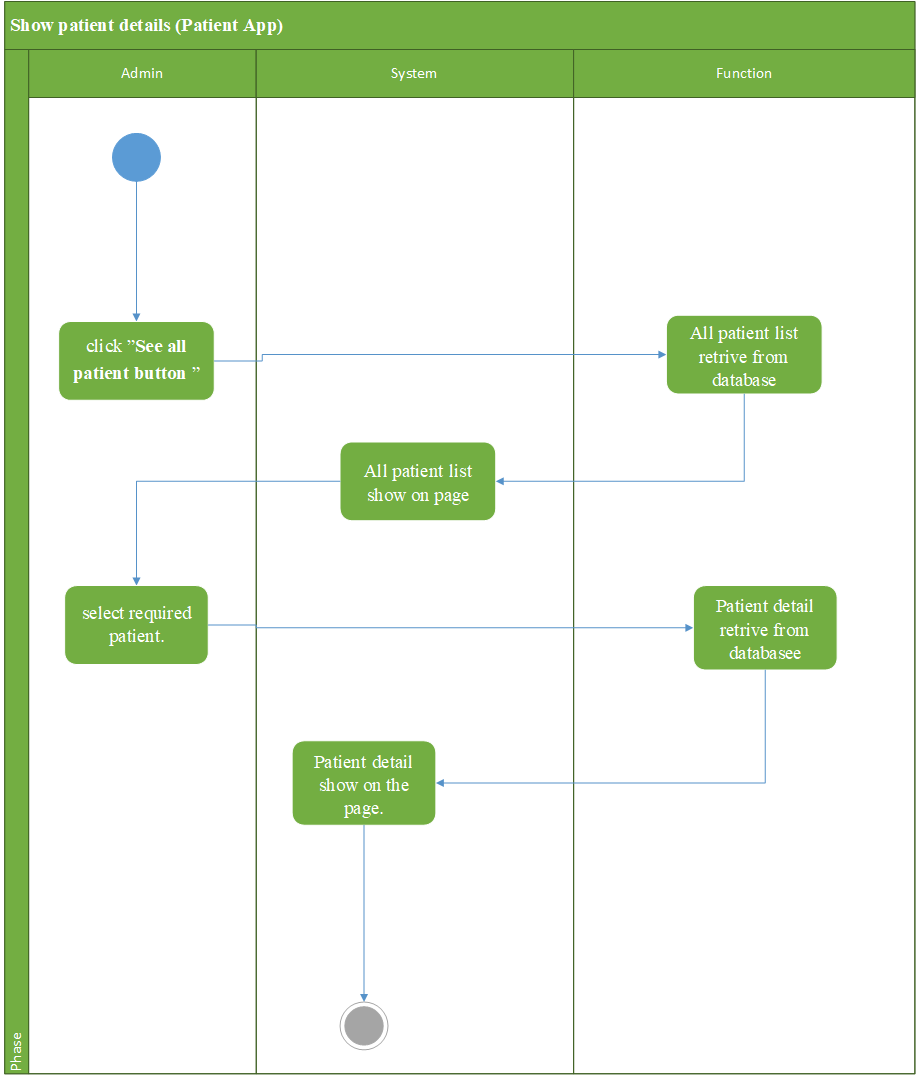 Show patient details (Patient App)
Admin
System
Function
click ”See all
patient button ”
All patient list
retrive from
database
All patient list
show on page
select required
patient.
Patient detail
retrive from
databasee
Patient detail
show on the
page.
Phase